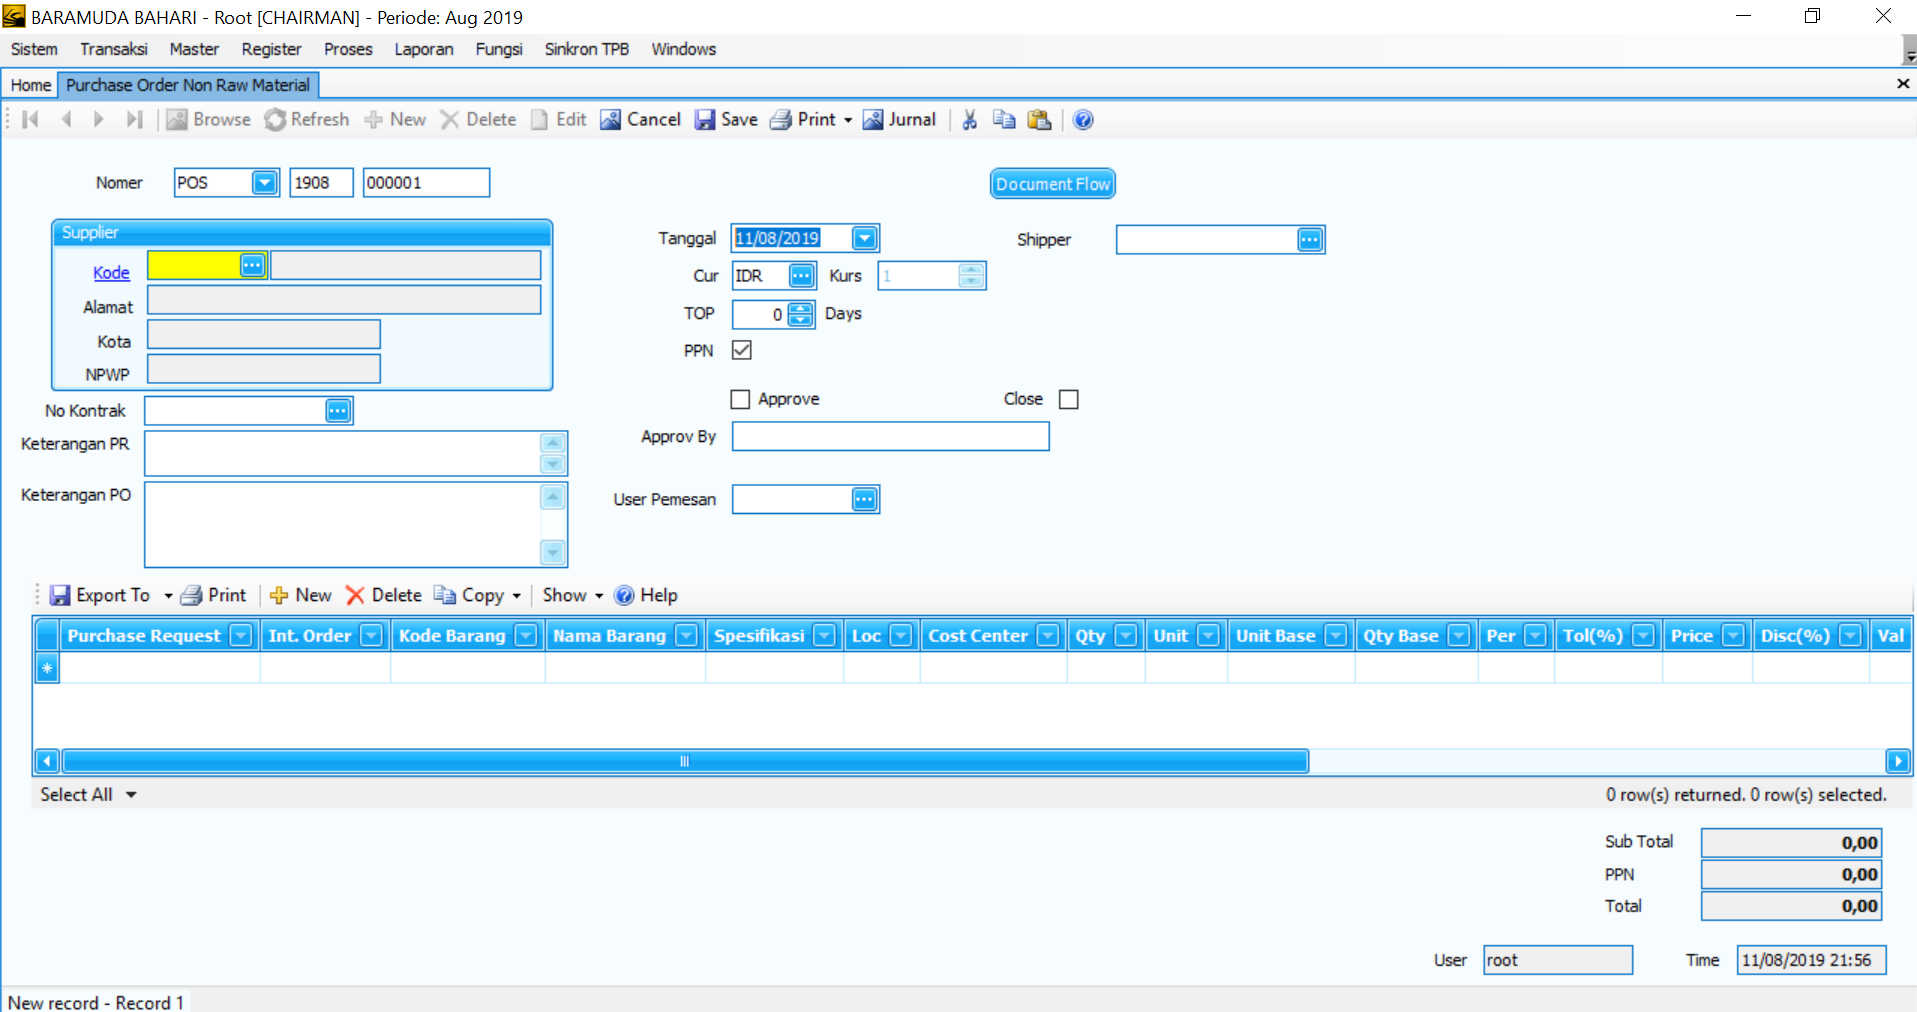 BARAMUDA BAHARI - Root [CHAIRMAN] - Periode: Aug 2019
Sistem Transaksi Master Register Proses Laporan Fungsi Sinkron TPB Windows
Home Purchase Order Non Raw Material
Browse Refresh New Delete Edit Cancel Save Print Jurnal
Nomer POS 1908 000001 Document Flow
Supplier
Kode
Alamat
Kota
NPWP
No Kontrak
Keterangan PR
Keterangan PO
Tanggal 11/08/2019 Shipper
Cur IDR Kurs 1
TOP 0 Days
PPN
Approve Close
Approv By
User Pemesan
Export To Print New Delete Copy Show Help
Purchase Request Int. Order Kode Barang Nama Barang Spesifikasi Loc Cost Center Qty Unit Unit Base Qty Base Per Tol(%) Price Disc(%) Val
Select All 0 row(s) returned. 0 row(s) selected.
Sub Total 0,00
PPN 0,00
Total 0,00
User root Time 11/08/2019 21:56
New record - Record 1